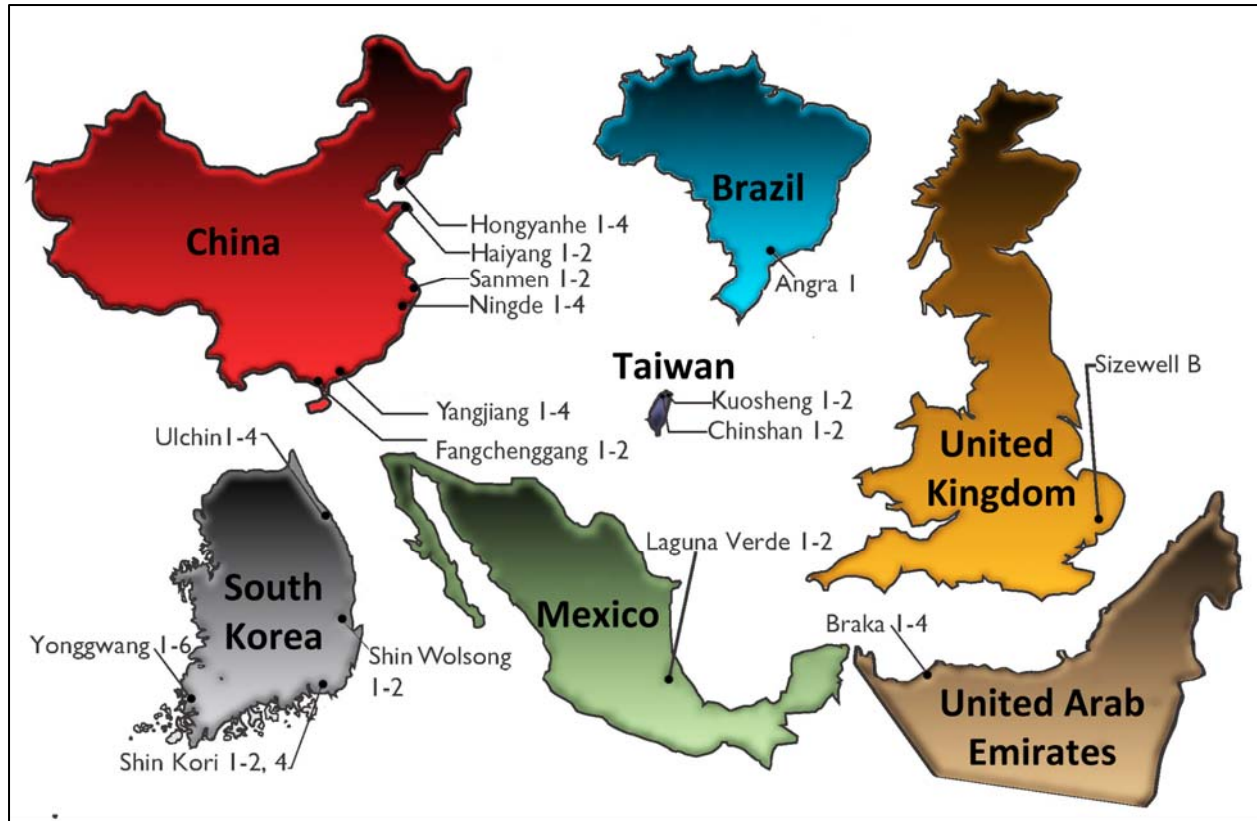 China
Hongyanhe 1-4
Haiyang 1-2
Sanmen 1-2
Ningde 1-4
Yangjiang 1-4
Fangchenggang 1-2
Brazil
Angra 1
Taiwan
Kuosheng 1-2
Chinshan 1-2
United
Kingdom
Sizewell B
South
Korea
Ulchin1-4
Yonggwang 1-6
Shin Wolsong
1-2
Shin Kori 1-2, 4
Mexico
Laguna Verde 1-2
United Arab
Emirates
Braka 1-4